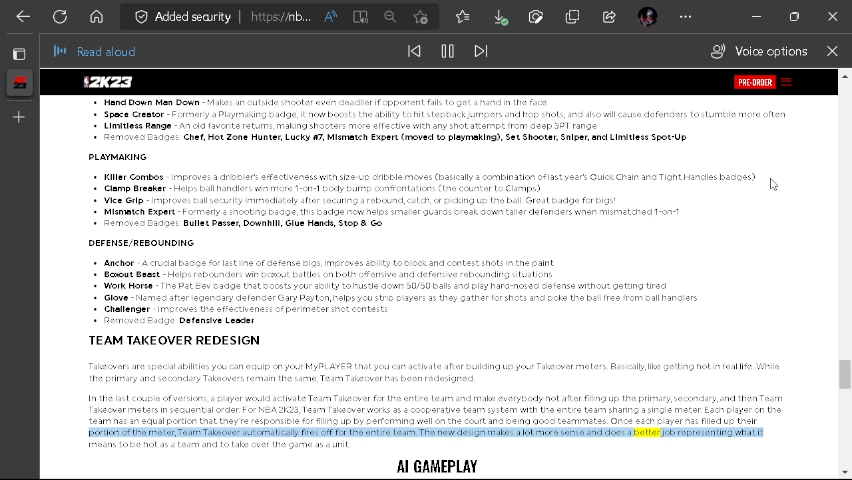 Added security
https://nb...
Read aloud
Voice options
2K23
PRE-ORDER
Hand Down Man Down - Makes an outside shooter even deadlier if opponent fails to get a hand in the face
Space Creator - Formerly a Playmaking badge, it now boosts the ability to hit stepback jumpers and hop shots, and also will cause defenders to stumble more often
Limitless Range - An old favorite returns, making shooters more effective with any shot attempt from deep 3PT range
Removed Badges: Chef, Hot Zone Hunter, Lucky #7, Mismatch Expert (moved to playmaking), Set Shooter, Sniper, and Limitless Spot-Up
PLAYMAKING
Killer Combos - Improves a dribbler's effectiveness with size-up dribble moves (basically a combination of last year's Quick Chain and Tight Handles badges)
Clamp Breaker - Helps ball handlers win more 1-on-1 body bump confrontations (the counter to Clamps)
Vice Grip - Improves ball security immediately after securing a rebound, catch, or picking up the ball. Great badge for bigs!
Mismatch Expert - Formerly a shooting badge, this badge now helps smaller guards break down taller defenders when mismatched 1-on-1
Removed Badges: Bullet Passer, Downhill, Glue Hands, Stop & Go
DEFENSE/REBOUNDING
Anchor - A crucial badge for last line of defense bigs, improves ability to block and contest shots in the paint
Boxout Beast - Helps rebounders win boxout battles on both offensive and defensive rebounding situations
Work Horse - The Pat Bev badge that boosts your ability to hustle down 50/50 balls and play hard-nosed defense without getting tired
Glove - Named after legendary defender Gary Payton, helps you strip players as they gather for shots and poke the ball free from ball handlers
Challenger - Improves the effectiveness of perimeter shot contests
Removed Badge: Defensive Leader
TEAM TAKEOVER REDESIGN
Takeovers are special abilities you can equip on your MyPLAYER that you can activate after building up your Takeover meters. Basically, like getting hot in real life. While
the primary and secondary Takeovers remain the same, Team Takeover has been redesigned.
In the last couple of versions, a player would activate Team Takeover for the entire team and make everybody hot after filling up the primary, secondary, and then Team
Takeover meters in sequential order. For NBA 2K23, Team Takeover works as a cooperative team system with the entire team sharing a single meter. Each player on the
team has an equal portion that they're responsible for filling up by performing well on the court and being good teammates. Once each player has filled up their
portion of the meter, Team Takeover automatically fires off for the entire team. The new design makes a lot more sense and does a better job representing what it
means to be hot as a team and to take over the game as a unit.
AI GAMEPLAY